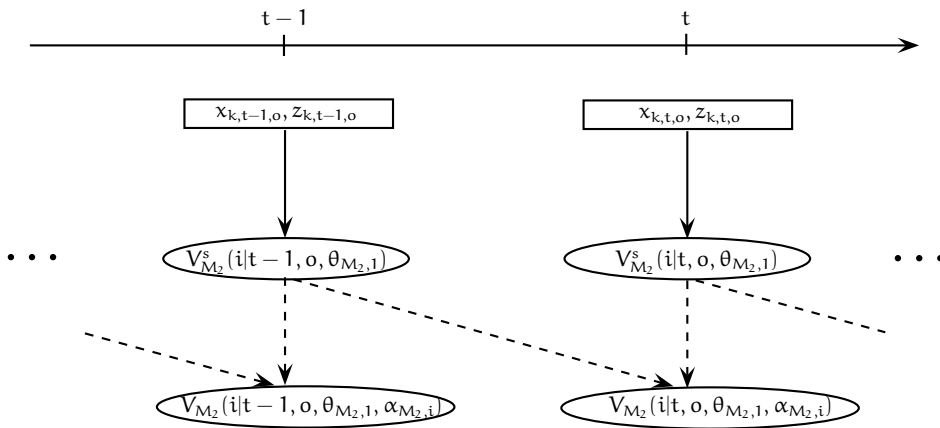 t − 1 t
x_{k,t−1,o}, z_{k,t−1,o} x_{k,t,o}, z_{k,t,o}
• • • V^s_{M_2}(i|t − 1, o, θ_{M_2,1}) V^s_{M_2}(i|t, o, θ_{M_2,1}) • • •
V_{M_2}(i|t − 1, o, θ_{M_2,1}, α_{M_2,i}) V_{M_2}(i|t, o, θ_{M_2,1}, α_{M_2,i})